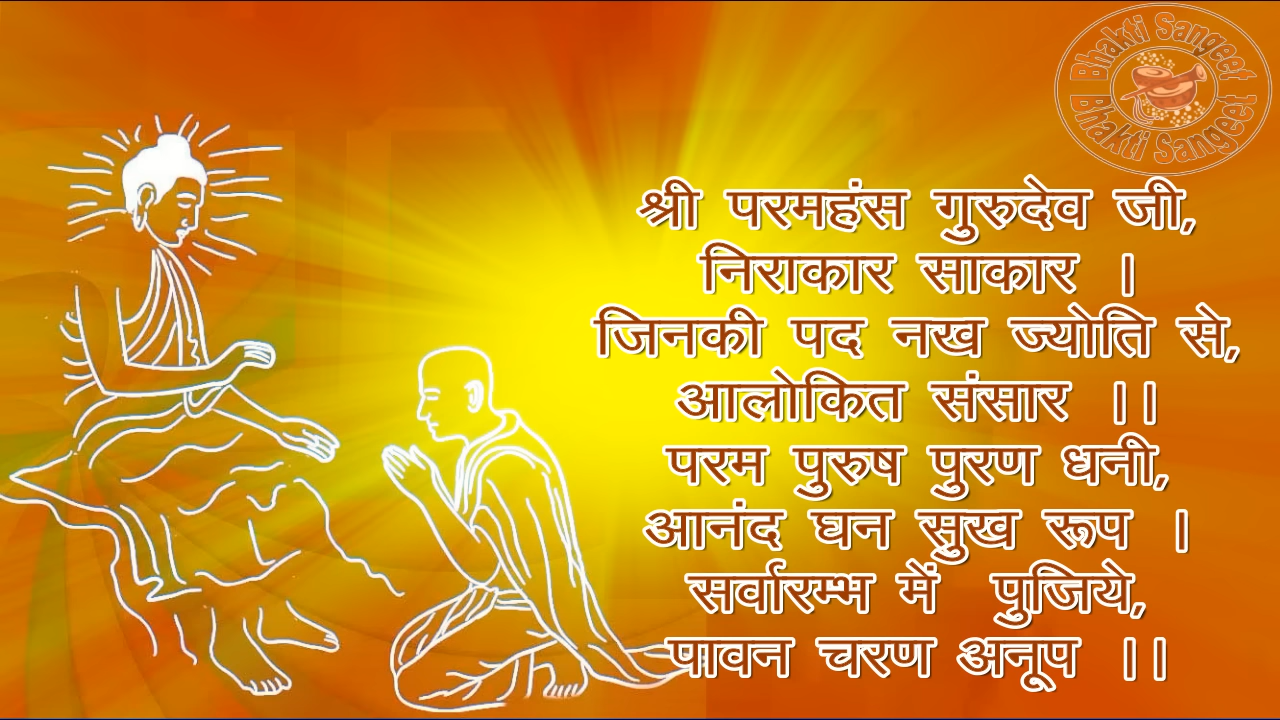 Bhakti Sangeet
Bhakti Sangeet
श्री परमहंस गुरुदेव जी,
निराकार साकार ।
जिनकी पद नख ज्योति से,
आलोकित संसार ।।
परम पुरुष पुरण धनी,
आनंद घन सुख रूप ।
सर्वारम्भ में पुजिये,
पावन चरण अनूप ।।